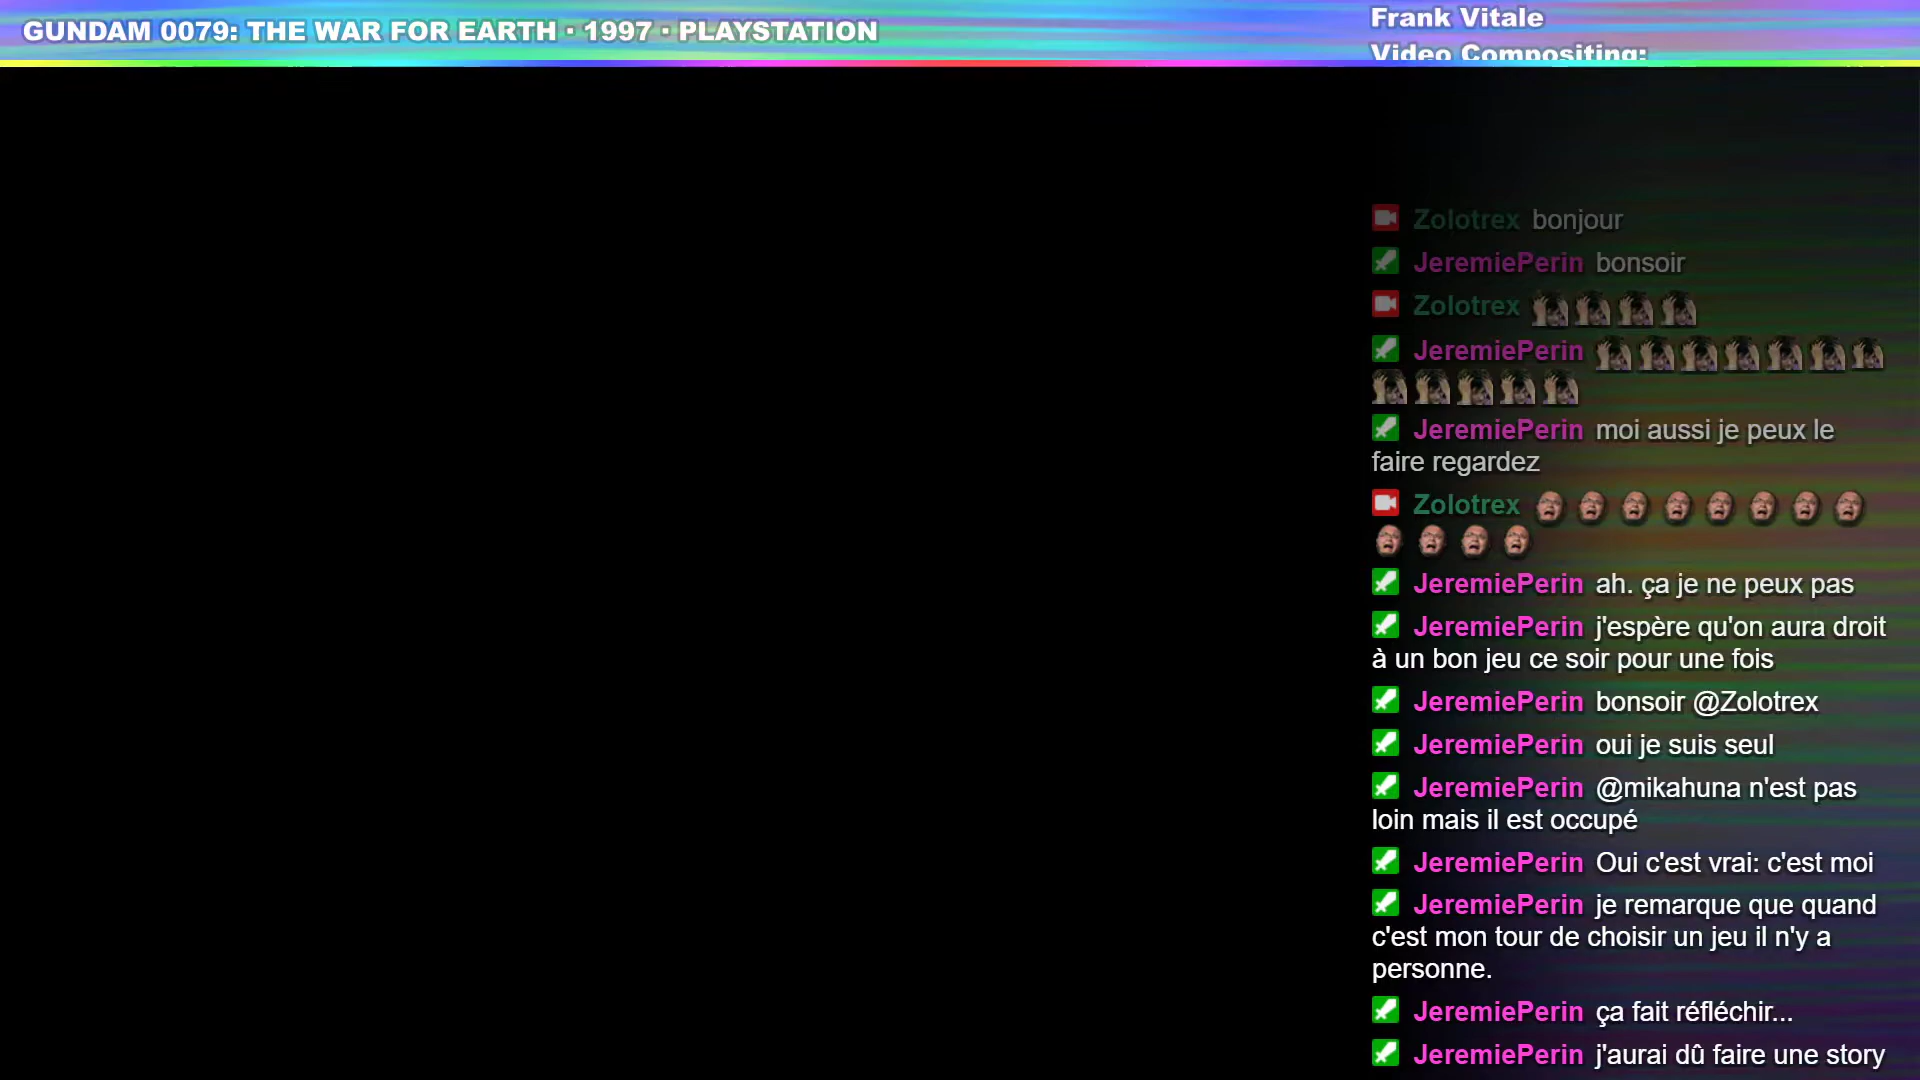 GUNDAM 0079: THE WAR FOR EARTH · 1997 · PLAYSTATION
Frank Vitale
Video Compositing:
Zolotrex bonjour
JeremiePerin bonsoir
Zolotrex
JeremiePerin
JeremiePerin moi aussi je peux le
faire regardez
Zolotrex
JeremiePerin ah. ça je ne peux pas
JeremiePerin j'espère qu'on aura droit
à un bon jeu ce soir pour une fois
JeremiePerin bonsoir @Zolotrex
JeremiePerin oui je suis seul
JeremiePerin @mikahuna n'est pas
loin mais il est occupé
JeremiePerin Oui c'est vrai: c'est moi
JeremiePerin je remarque que quand
c'est mon tour de choisir un jeu il n'y a
personne.
JeremiePerin ça fait réfléchir...
JeremiePerin j'aurai dû faire une story